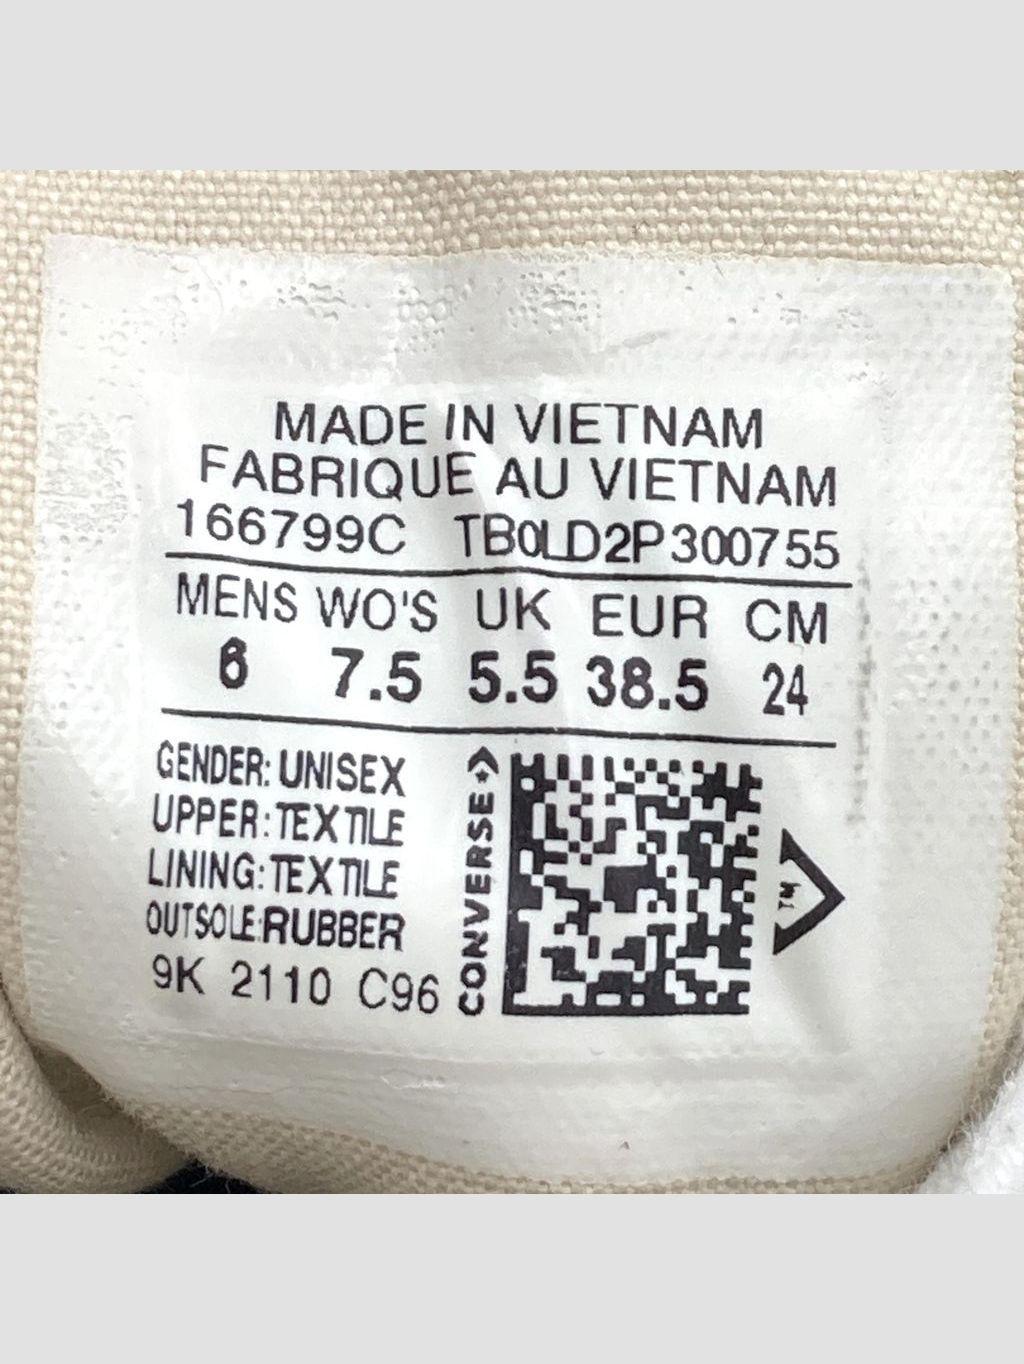 MADE IN VIETNAM
FABRIQUE AU VIETNAM
166799C TB0LD2P300755
MENS WO'S UK EUR CM
6 7.5 5.5 38.5 24
GENDER: UNISEX
UPPER: TEXTILE
LINING: TEXTILE
OUTSOLE: RUBBER
9K 2110 C96
CONVERSE
TM